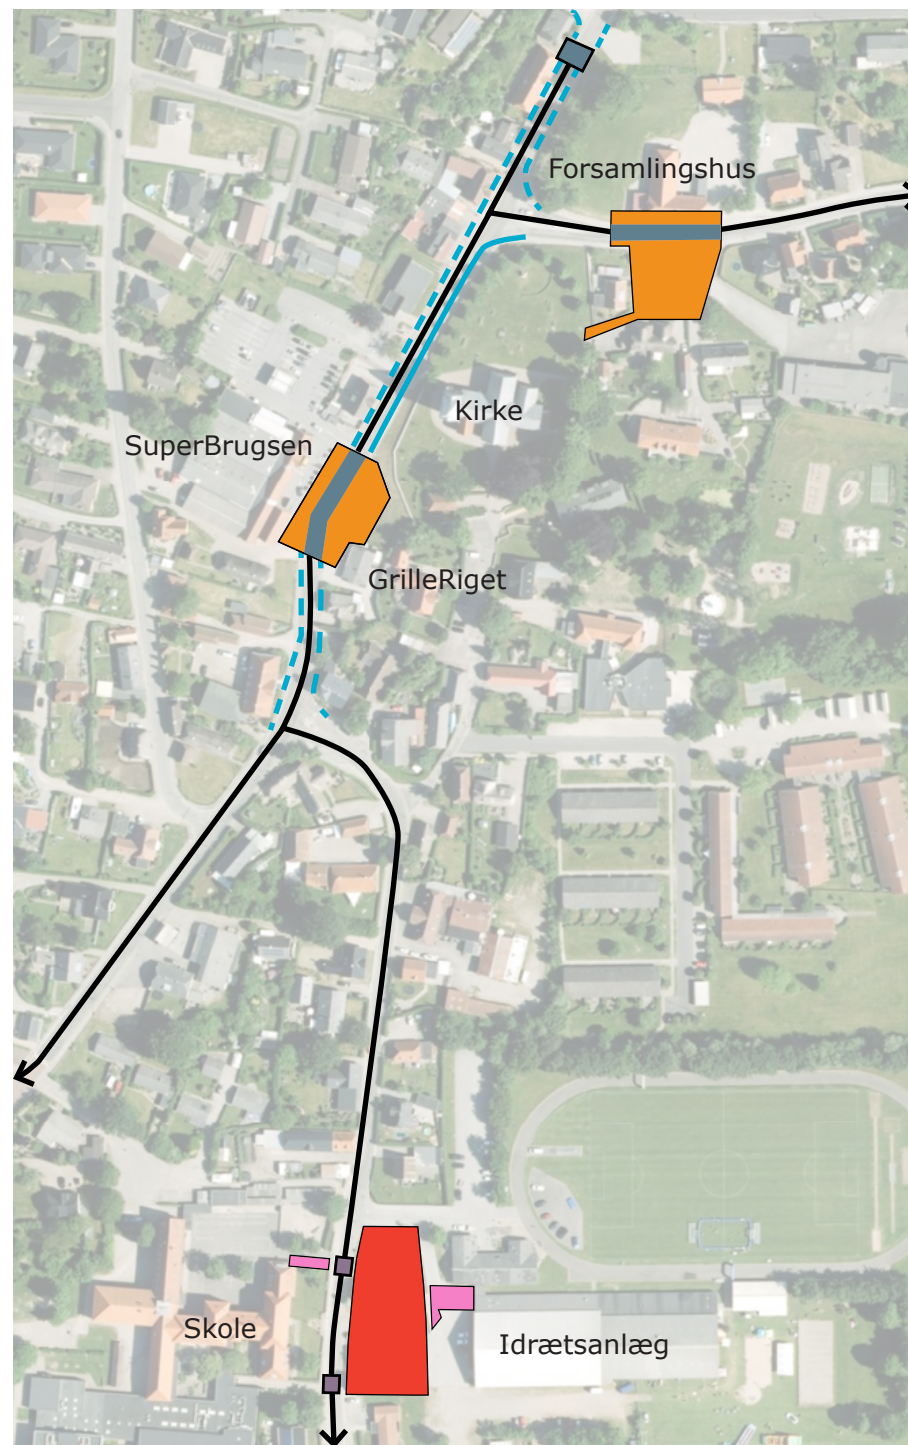 Forsamlingshus
Kirke
SuperBrugsen
GrilleRiget
Skole
Idrætsanlæg